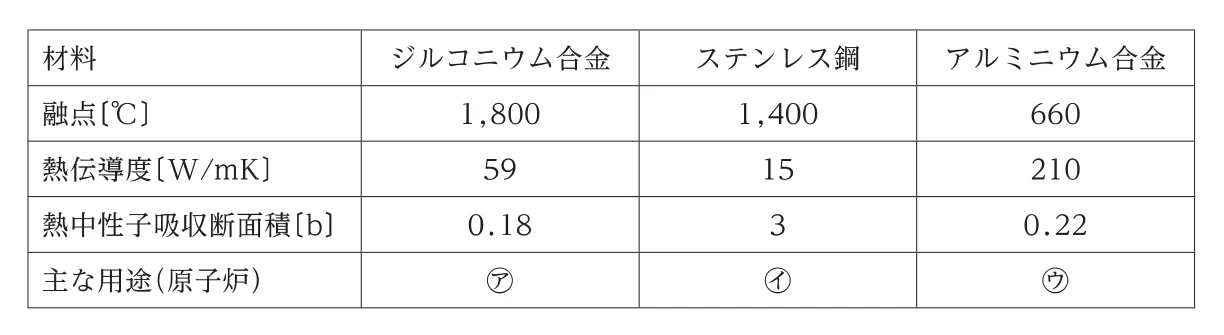 材料 ジルコニウム合金 ステンレス鋼 アルミニウム合金
融点〔℃〕 1,800 1,400 660
熱伝導度〔W/mK〕 59 15 210
熱中性子吸収断面積〔b〕 0.18 3 0.22
主な用途(原子炉) ㋐ ㋑ ㋒